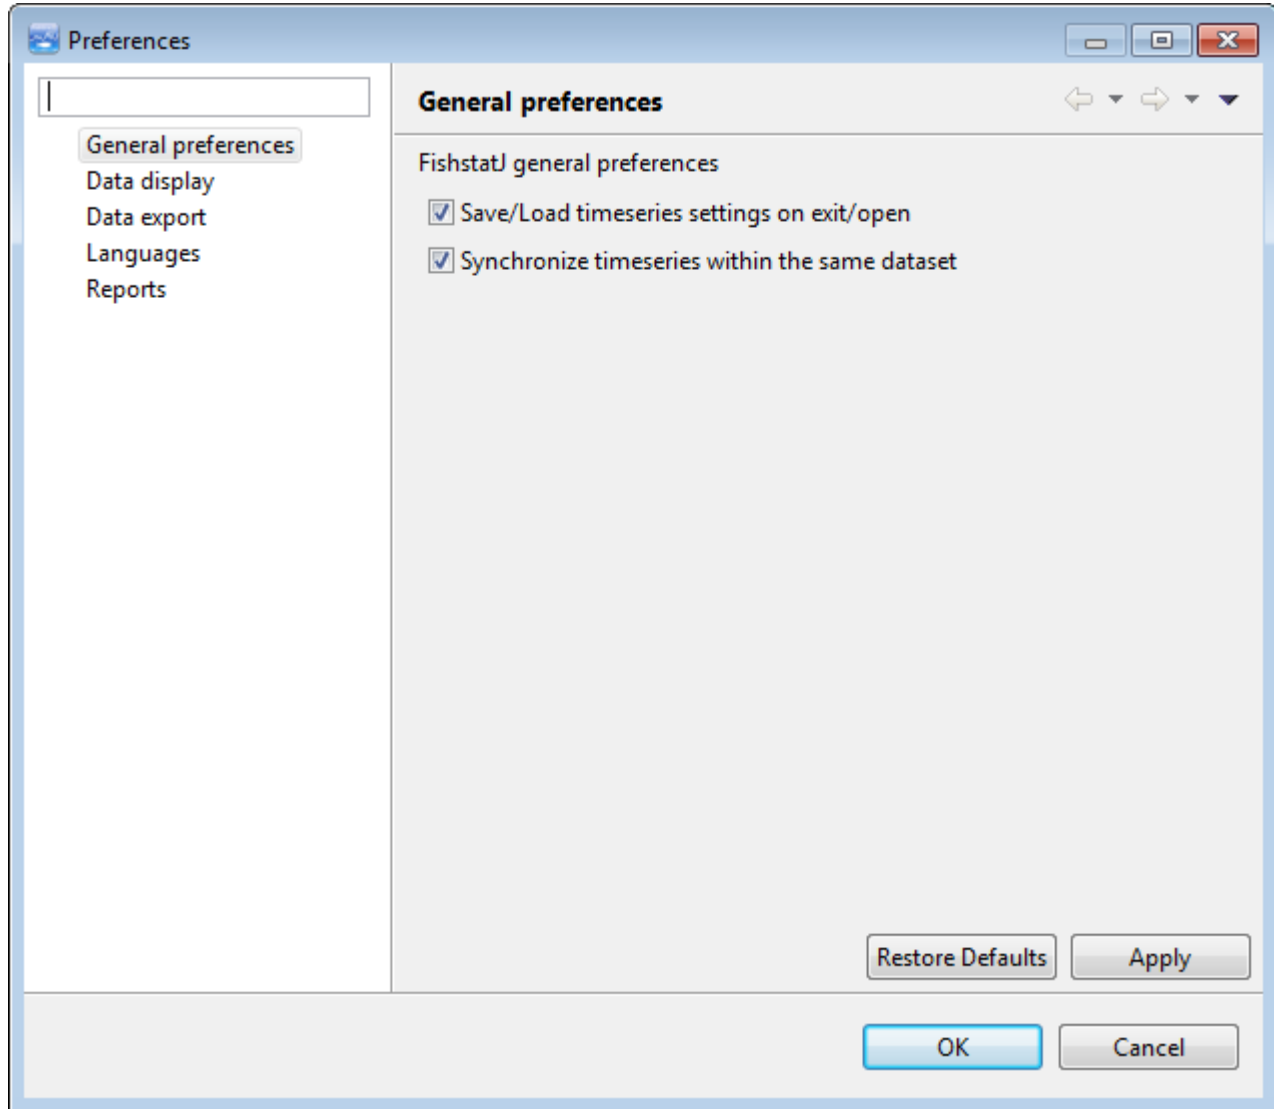 Preferences
General preferences
Data display
Data export
Languages
Reports
General preferences
FishstatJ general preferences
Save/Load timeseries settings on exit/open
Synchronize timeseries within the same dataset
Restore Defaults
Apply
OK
Cancel